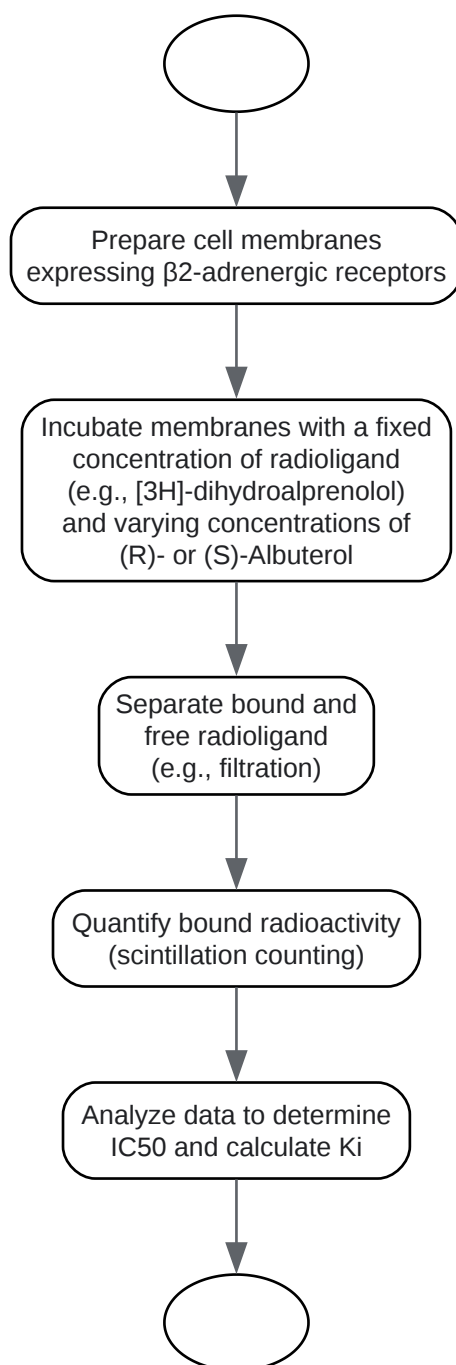 Prepare cell membranes
expressing β2-adrenergic receptors
Incubate membranes with a fixed
concentration of radioligand
(e.g., [3H]-dihydroalprenolol)
and varying concentrations of
(R)- or (S)-Albuterol
Separate bound and
free radioligand
(e.g., filtration)
Quantify bound radioactivity
(scintillation counting)
Analyze data to determine
IC50 and calculate Ki